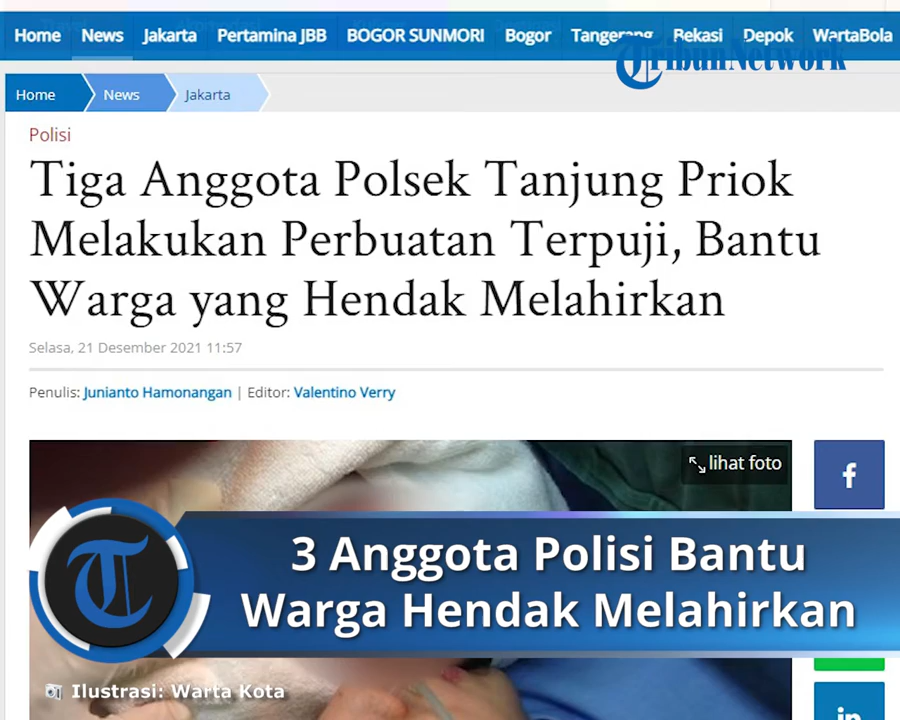 Home News Jakarta Pertamina JBB BOGOR SUNMORI Bogor Tangerang Bekasi Depok WartaBola
TribunNetwork
Home News Jakarta
Polisi
Tiga Anggota Polsek Tanjung Priok
Melakukan Perbuatan Terpuji, Bantu
Warga yang Hendak Melahirkan
Selasa, 21 Desember 2021 11:57
Penulis: Junianto Hamonangan | Editor: Valentino Verry
lihat foto
f
3 Anggota Polisi Bantu
Warga Hendak Melahirkan
T
Ilustrasi: Warta Kota
in